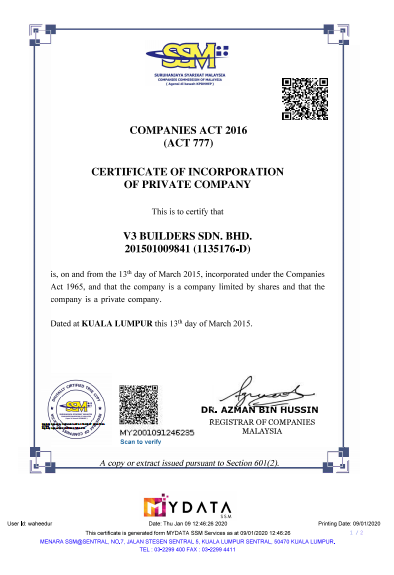 SSM
SURUHANJAYA SYARIKAT MALAYSIA
COMPANIES COMMISSION OF MALAYSIA
( Agensi di bawah KPDNHEP )
COMPANIES ACT 2016
(ACT 777)
CERTIFICATE OF INCORPORATION
OF PRIVATE COMPANY
This is to certify that
V3 BUILDERS SDN. BHD.
201501009841 (1135176-D)
is, on and from the 13th day of March 2015, incorporated under the Companies
Act 1965, and that the company is a company limited by shares and that the
company is a private company.
Dated at KUALA LUMPUR this 13th day of March 2015.
DIGITALLY CERTIFIED TRUE COPY
SSM
MY2001091246235
Scan to verify
DR. AZMAN BIN HUSSIN
REGISTRAR OF COMPANIES
MALAYSIA
A copy or extract issued pursuant to Section 601(2).
MYDATA
SSM
User Id: waheedur
Date: Thu Jan 09 12:46:26 2020
Printing Date: 09/01/2020
This certificate is generated form MYDATA SSM Services as at 09/01/2020 12:46:26
1 / 2
MENARA SSM@SENTRAL, NO,7, JALAN STESEN SENTRAL 5, KUALA LUMPUR SENTRAL, 50470 KUALA LUMPUR,
TEL : 03-2299 400 FAX : 03-2299 4411